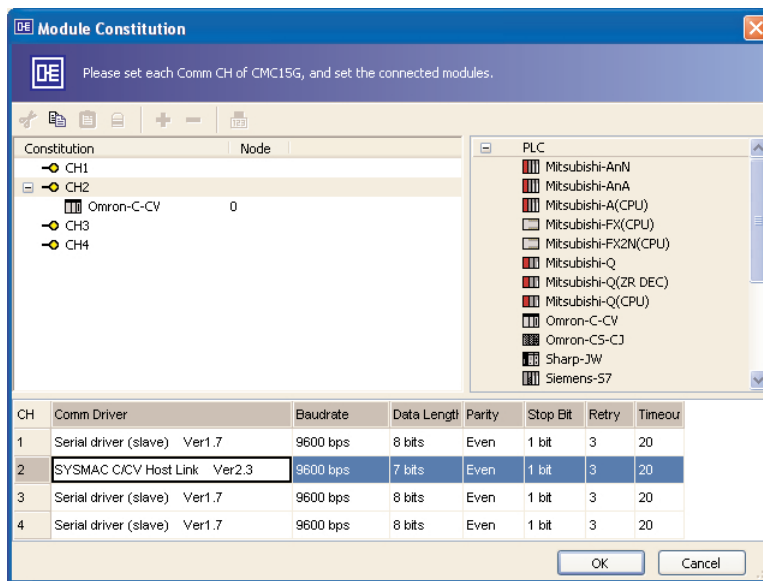 DE Module Constitution
DE Please set each Comm CH of CMC15G, and set the connected modules.
123
Constitution Node
CH1
CH2
Omron-C-CV 0
CH3
CH4
PLC
Mitsubishi-AnN
Mitsubishi-AnA
Mitsubishi-A(CPU)
Mitsubishi-FX(CPU)
Mitsubishi-FX2N(CPU)
Mitsubishi-Q
Mitsubishi-Q(ZR DEC)
Mitsubishi-Q(CPU)
Omron-C-CV
Omron-CS-CJ
Sharp-JW
Siemens-S7
CH Comm Driver Baudrate Data Length Parity Stop Bit Retry Timeour
1 Serial driver (slave) Ver1.7 9600 bps 8 bits Even 1 bit 3 20
2 SYSMAC C/CV Host Link Ver2.3 9600 bps 7 bits Even 1 bit 3 20
3 Serial driver (slave) Ver1.7 9600 bps 8 bits Even 1 bit 3 20
4 Serial driver (slave) Ver1.7 9600 bps 8 bits Even 1 bit 3 20
OK Cancel